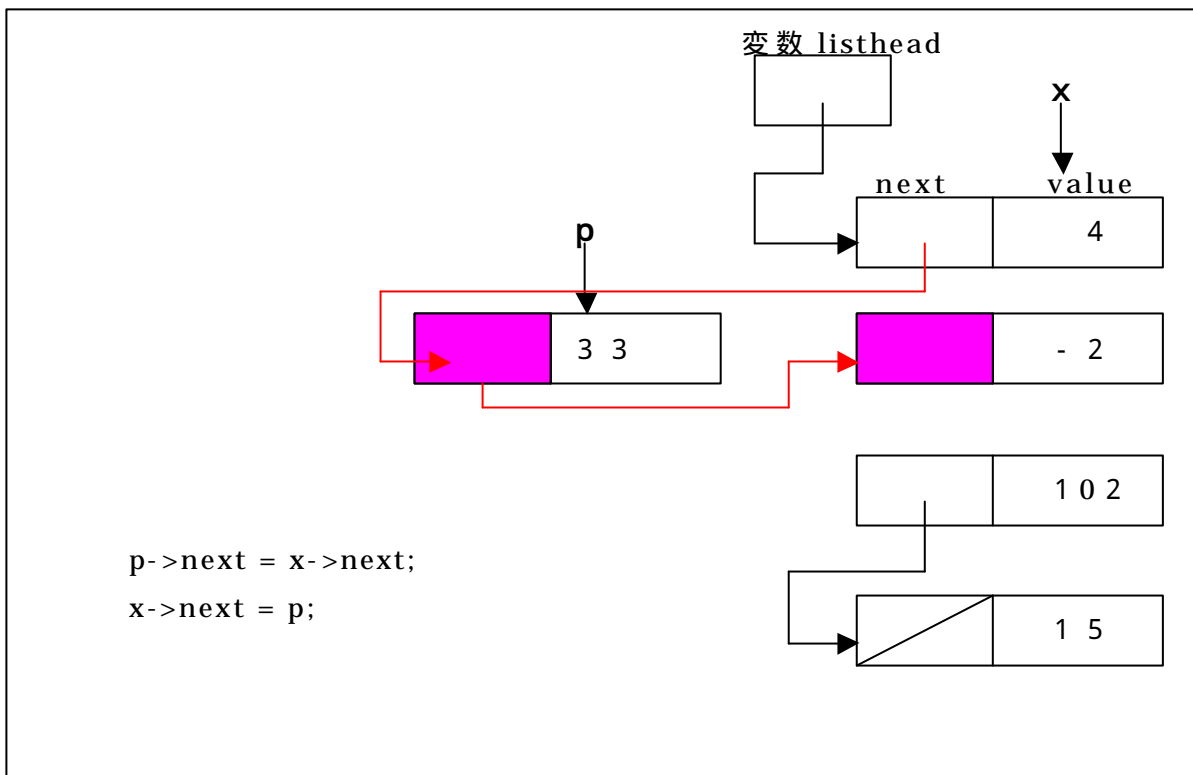 変数 listhead
x
next value
4
p
33
-2
102
p->next = x->next;
x->next = p;
15